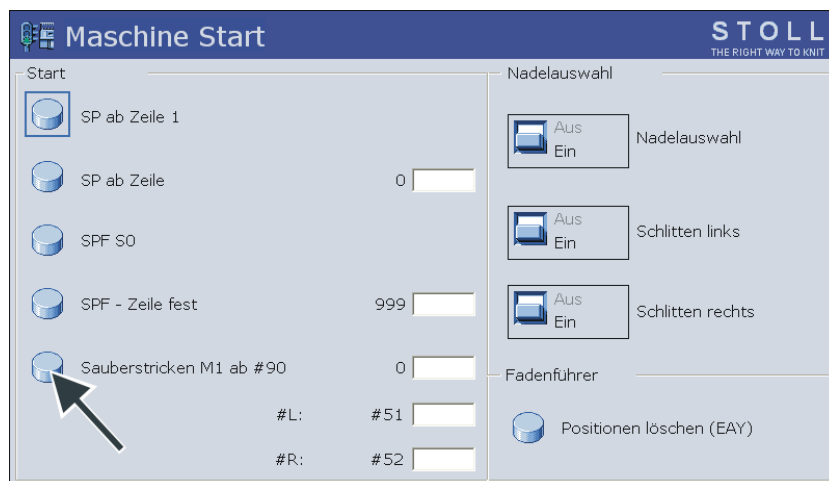 Maschine Start
STOLL
THE RIGHT WAY TO KNIT
Start
SP ab Zeile 1
SP ab Zeile 0
SPF S0
SPF - Zeile fest 999
Sauberstricken M1 ab #90 0
#L: #51
#R: #52
Nadelauswahl
Aus
Ein
Nadelauswahl
Aus
Ein
Schlitten links
Aus
Ein
Schlitten rechts
Fadenführer
Positionen löschen (EAY)